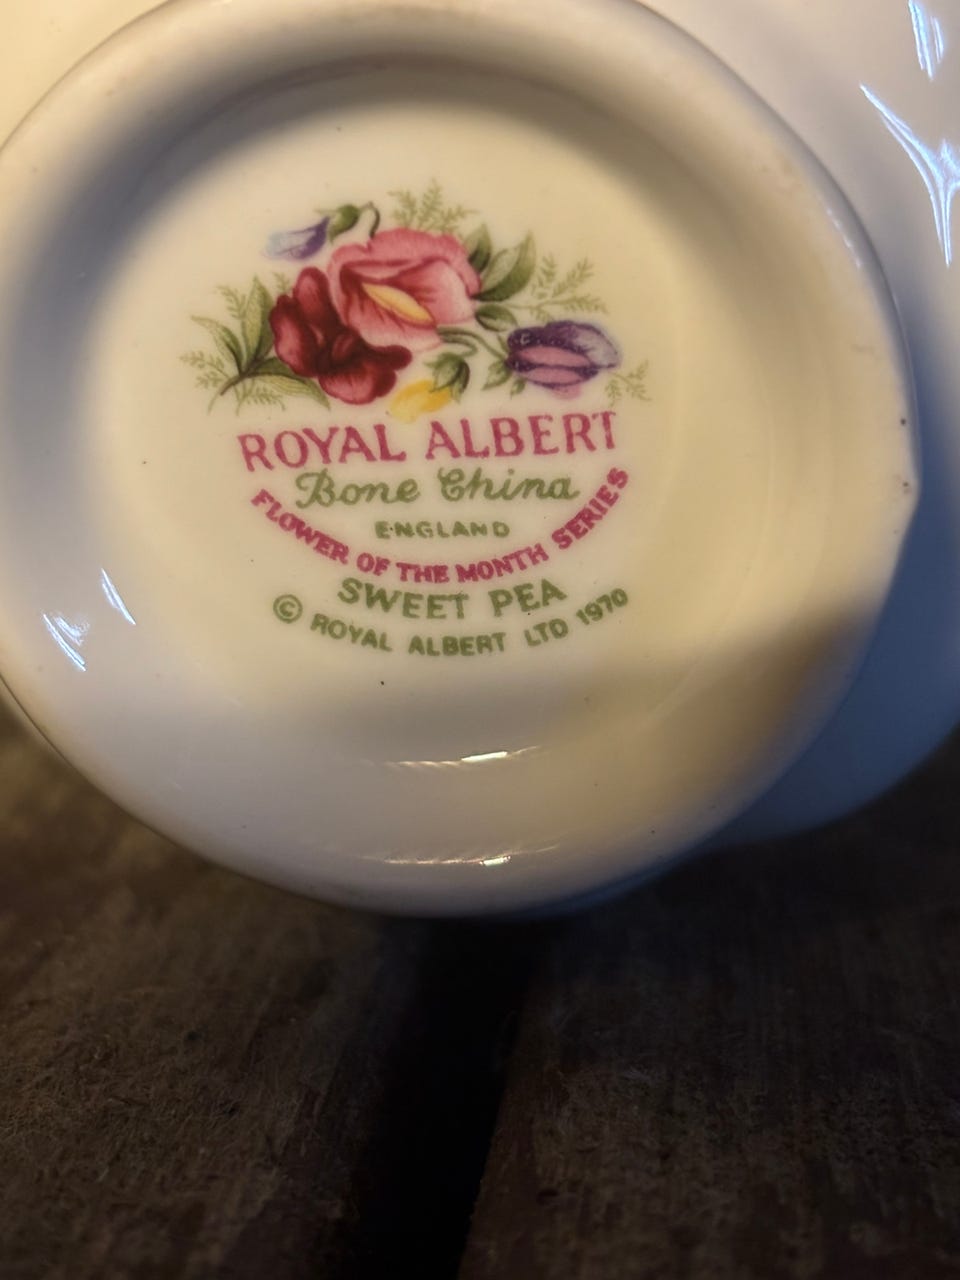 ROYAL ALBERT
Bone China
ENGLAND
FLOWER OF THE MONTH SERIES
SWEET PEA
© ROYAL ALBERT LTD 1970